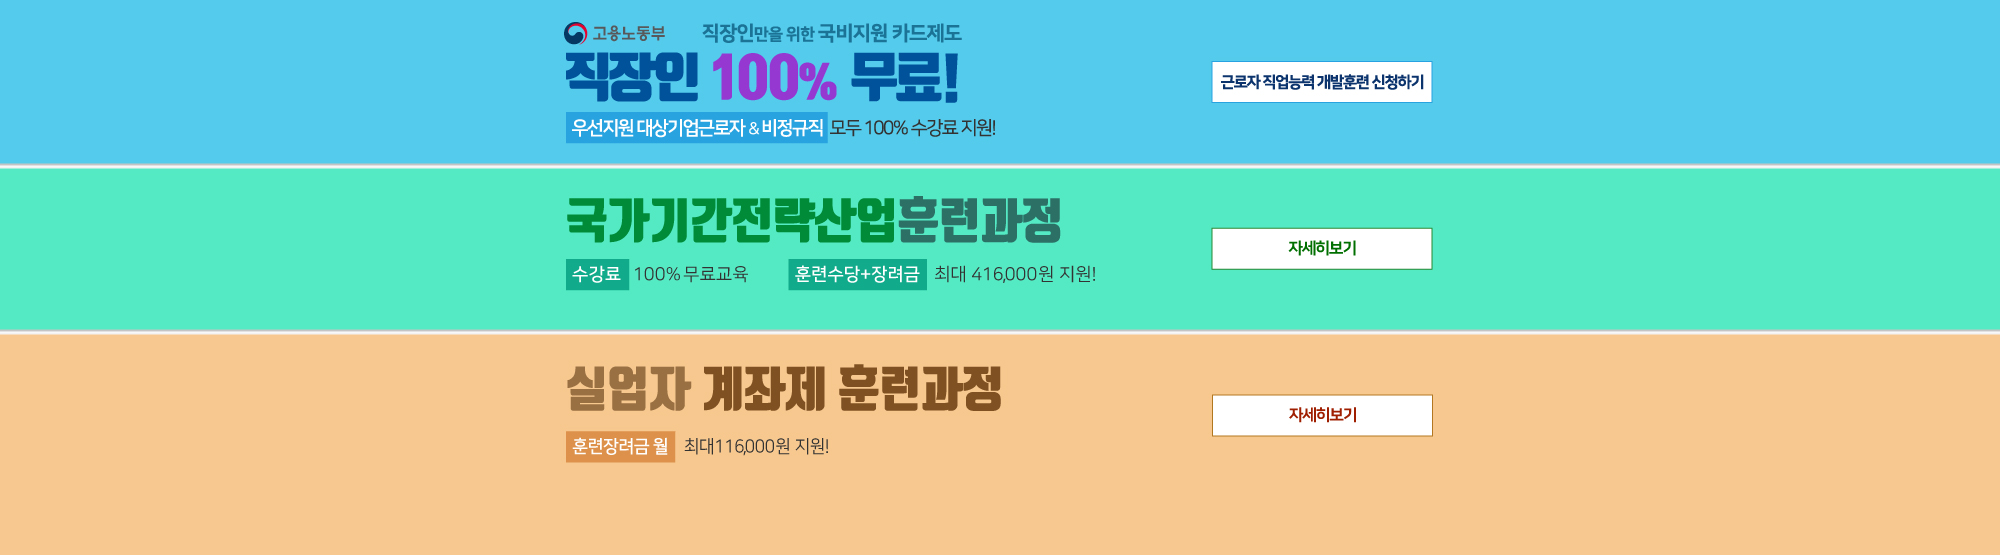 고용노동부 직장인만을 위한 국비지원 카드제도
직장인 100% 무료!
우선지원 대상기업근로자 & 비정규직 모두 100% 수강료 지원!
근로자 직업능력 개발훈련 신청하기
국가기간전략산업훈련과정
수강료 100% 무료교육 훈련수당+장려금 최대 416,000원 지원!
자세히보기
실업자 계좌제 훈련과정
훈련장려금 월 최대116,000원 지원!
자세히보기